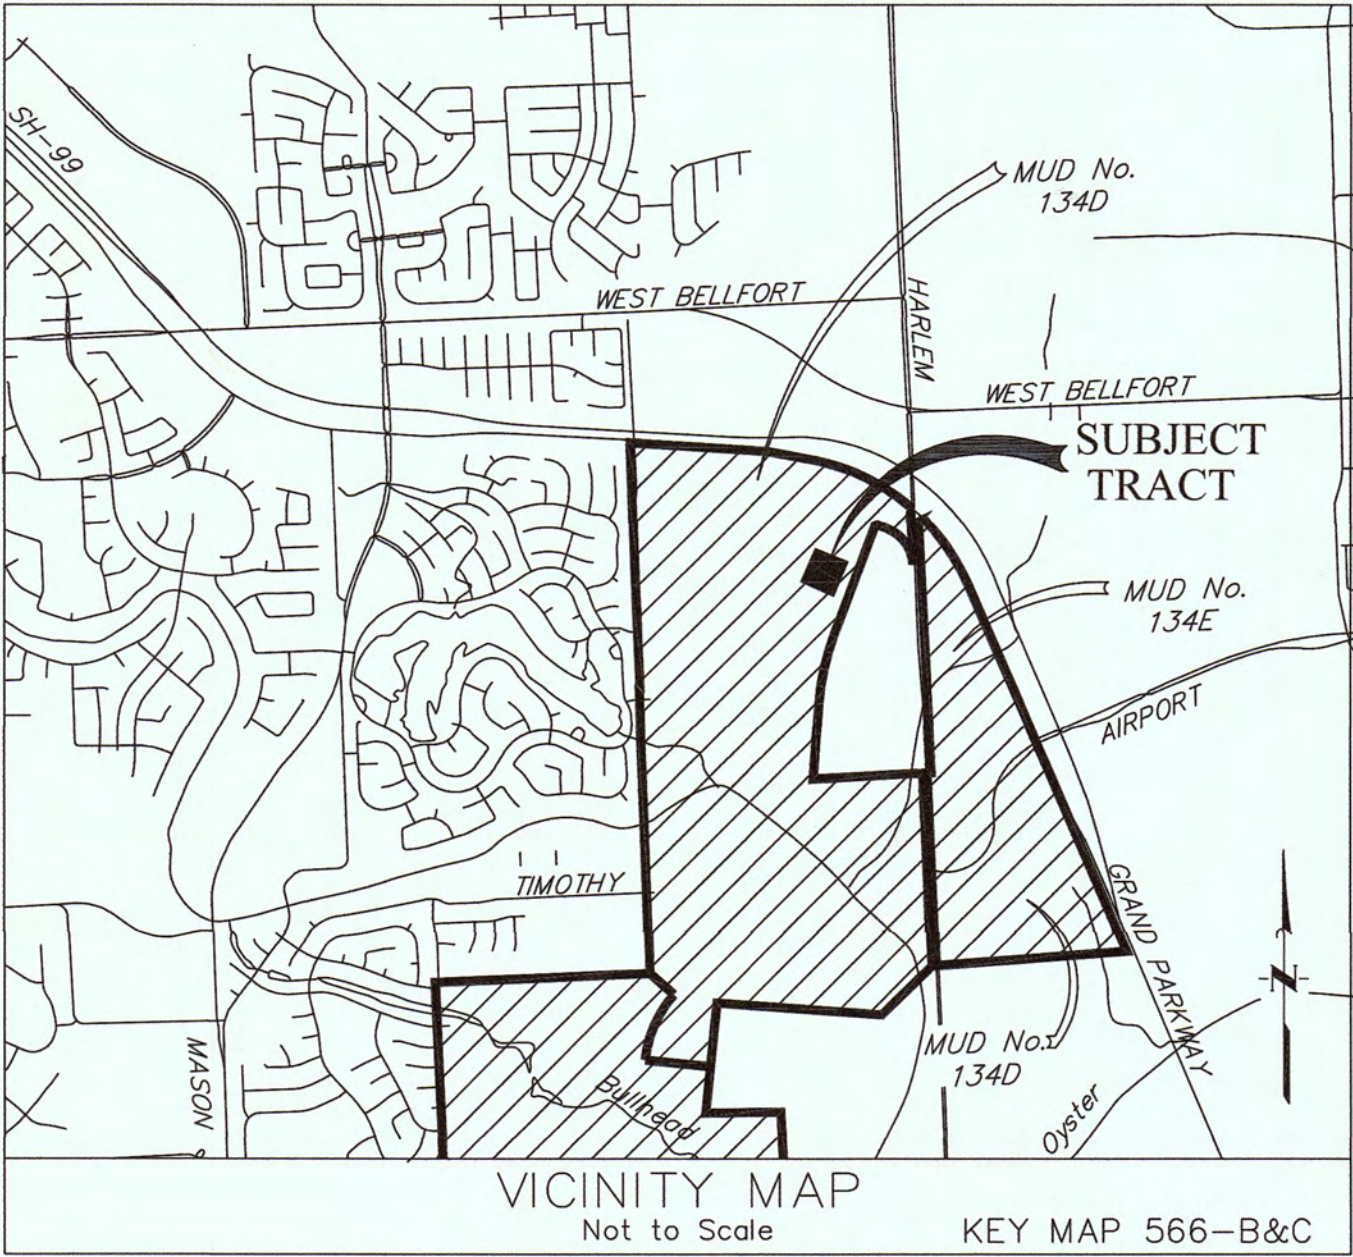 SH-99
MUD No.
134D
WEST BELLFORT
HARLEM
WEST BELLFORT
SUBJECT
TRACT
MUD No.
134E
AIRPORT
TIMOTHY
GRAND PARKWAY
N
MASON
MUD No.
134D
Bullhead
Oyster
VICINITY MAP
Not to Scale
KEY MAP 566-B&C